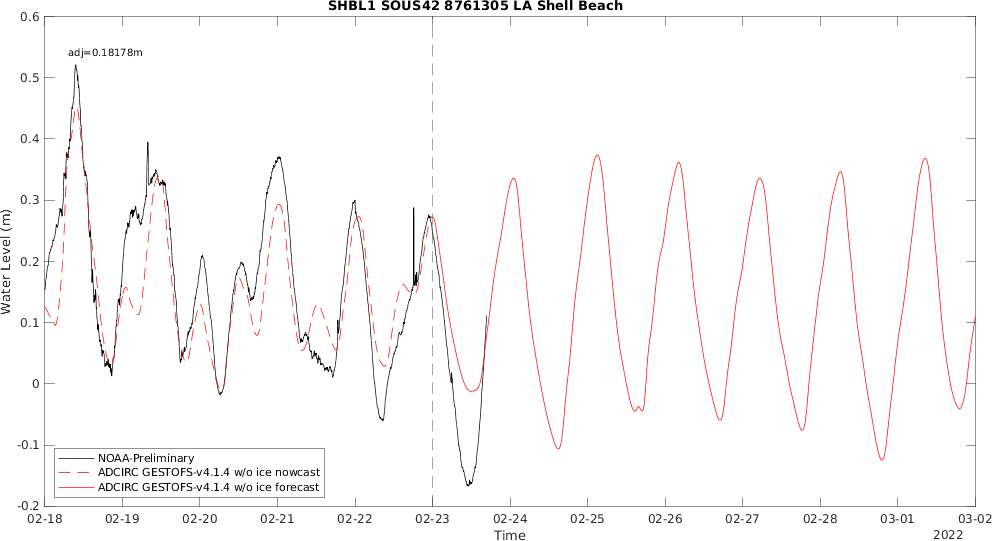 SHBL1 SOUS42 8761305 LA Shell Beach
adj=0.18178m
0.6
0.5
0.4
0.3
0.2
0.1
0
-0.1
-0.2
Water Level (m)
NOAA-Preliminary
ADCIRC GESTOFS-v4.1.4 w/o ice nowcast
ADCIRC GESTOFS-v4.1.4 w/o ice forecast
02-18 02-19 02-20 02-21 02-22 02-23 02-24 02-25 02-26 02-27 02-28 03-01 03-02
Time
2022